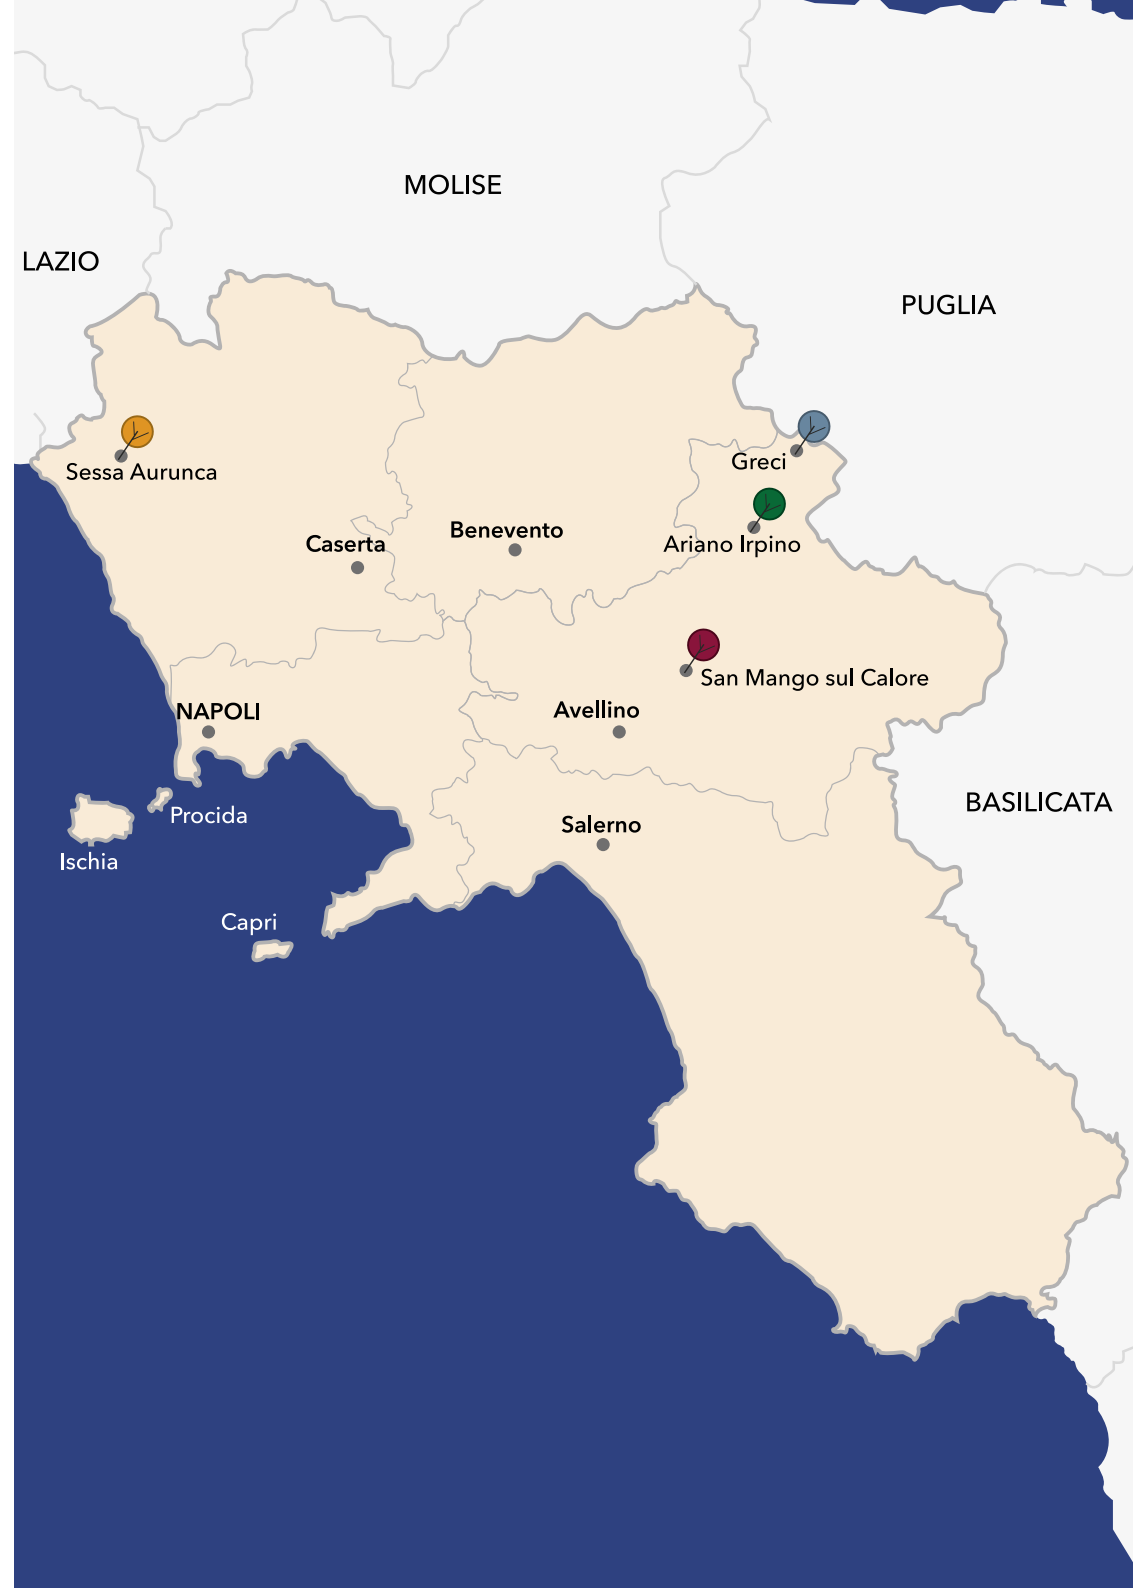 MOLISE
LAZIO
PUGLIA
Greci
Sessa Aurunca
Benevento
Caserta
Ariano Irpino
San Mango sul Calore
NAPOLI
Avellino
BASILICATA
Procida
Salerno
Ischia
Capri